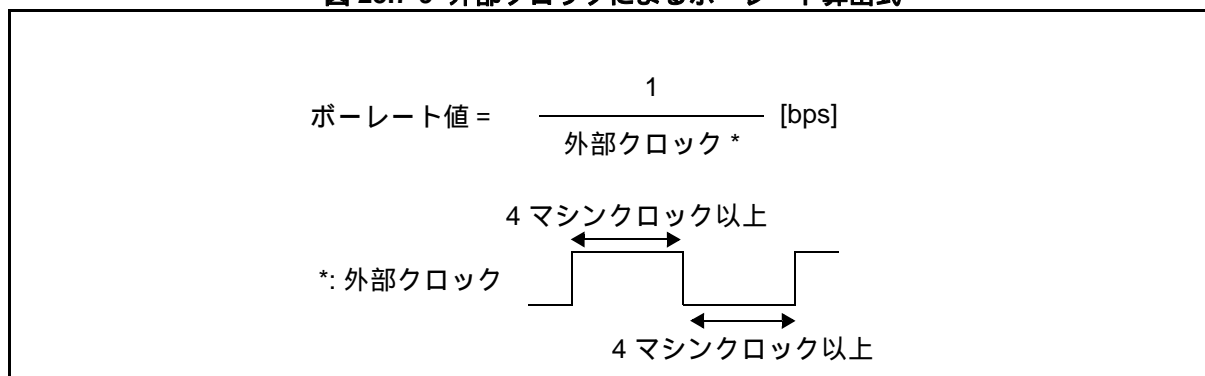 ボーレート値 =
1
外部クロック *
[bps]
4 マシンクロック以上
*: 外部クロック
4 マシンクロック以上